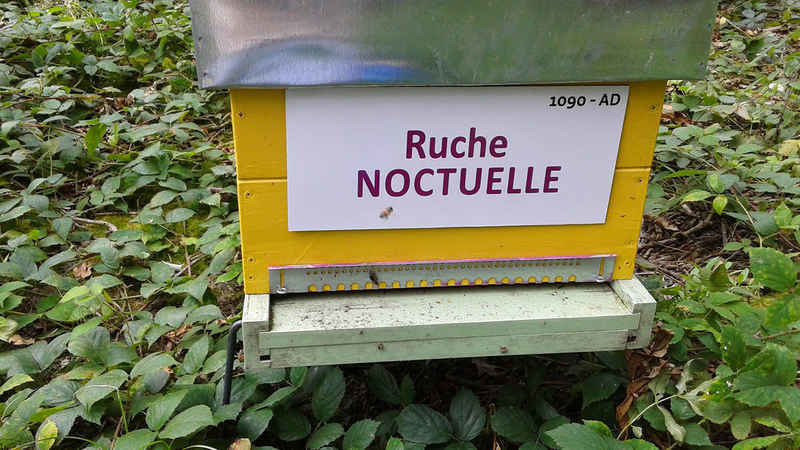 1090 - AD
Ruche
NOCTUELLE